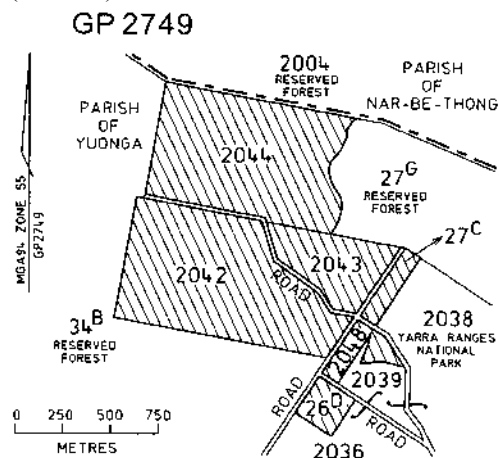 GP 2749
2004
RESERVED
FOREST
PARISH
OF
NAR-BE-THONG
PARISH
OF
YUONGA
MGA94 ZONE 55
GP2749
2044
27G
RESERVED
FOREST
27C
2043
2042
ROAD
34B
RESERVED
FOREST
2038
YARRA RANGES
NATIONAL
PARK
2048
2039
26D
ROAD
ROAD
2036
0 250 500 750
METRES